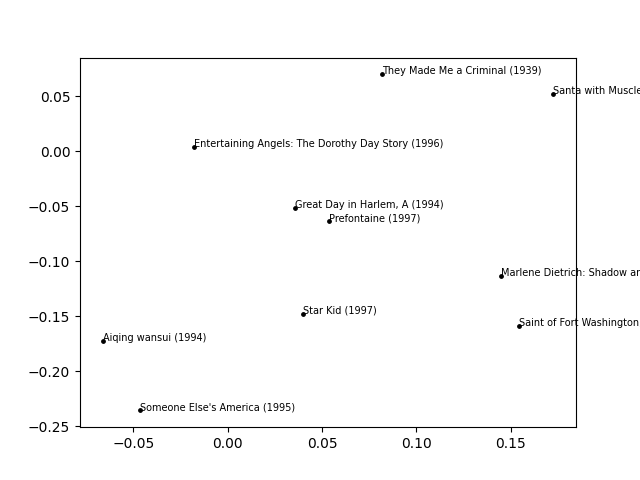 They Made Me a Criminal (1939)
Santa with Muscle
0.05
Entertaining Angels: The Dorothy Day Story (1996)
0.00
Great Day in Harlem, A (1994)
−0.05
Prefontaine (1997)
−0.10
Marlene Dietrich: Shadow ar
Star Kid (1997)
−0.15
Saint of Fort Washington
Aiqing wansui (1994)
−0.20
Someone Else's America (1995)
−0.25
−0.05 0.00 0.05 0.10 0.15